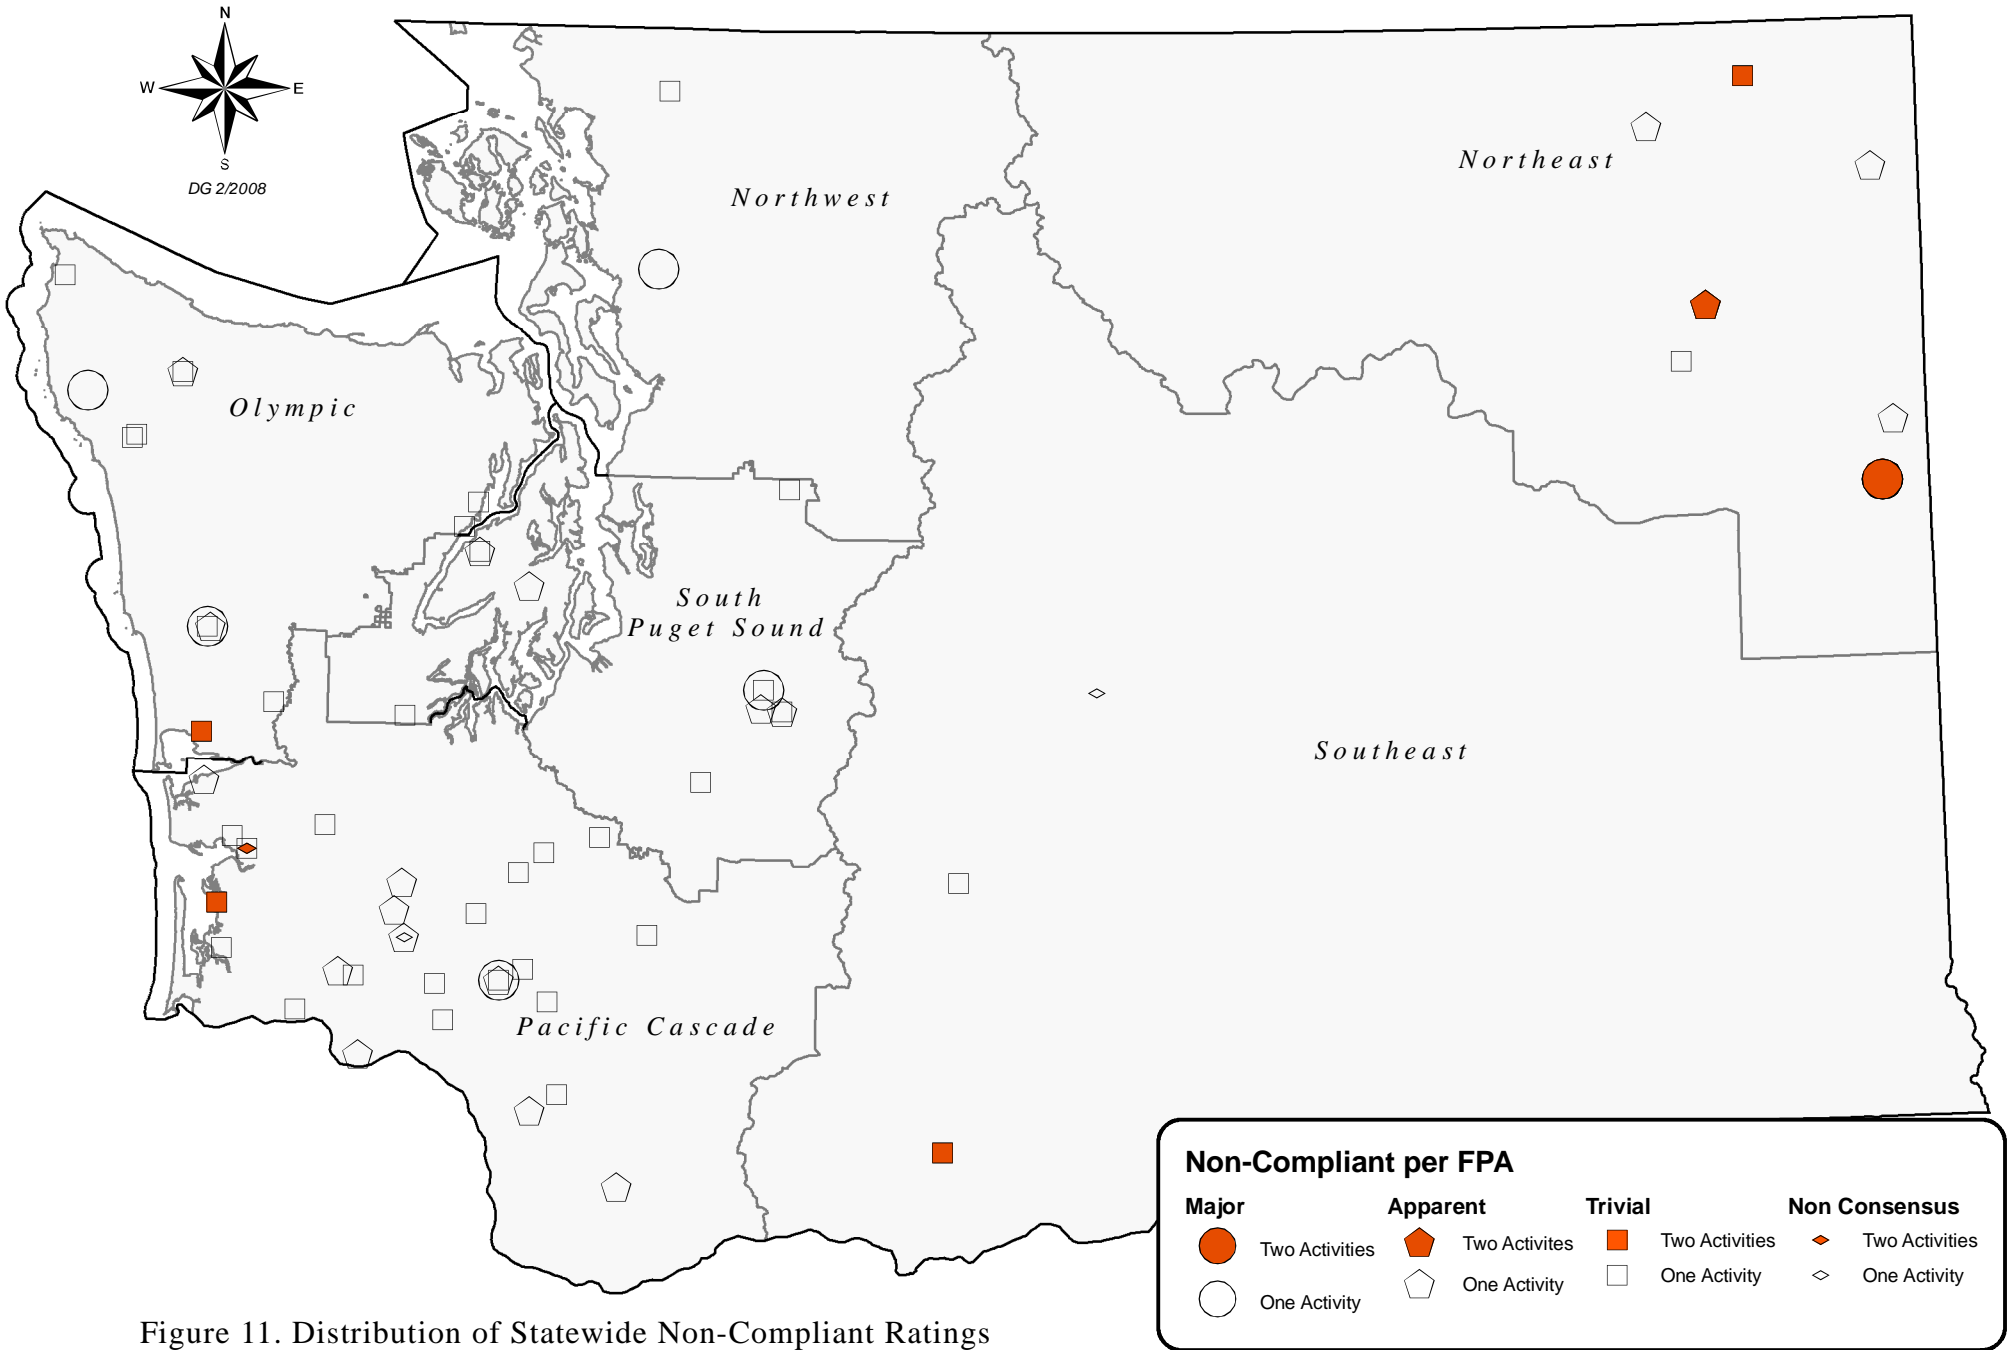 N
W E
S
DG 2/2008
Northeast
Northwest
Olympic
South
Puget Sound
Southeast
Pacific Cascade
Non-Compliant per FPA
Major Apparent Trivial Non Consensus
Two Activities Two Activites Two Activities Two Activities
One Activity One Activity One Activity One Activity
Figure 11. Distribution of Statewide Non-Compliant Ratings